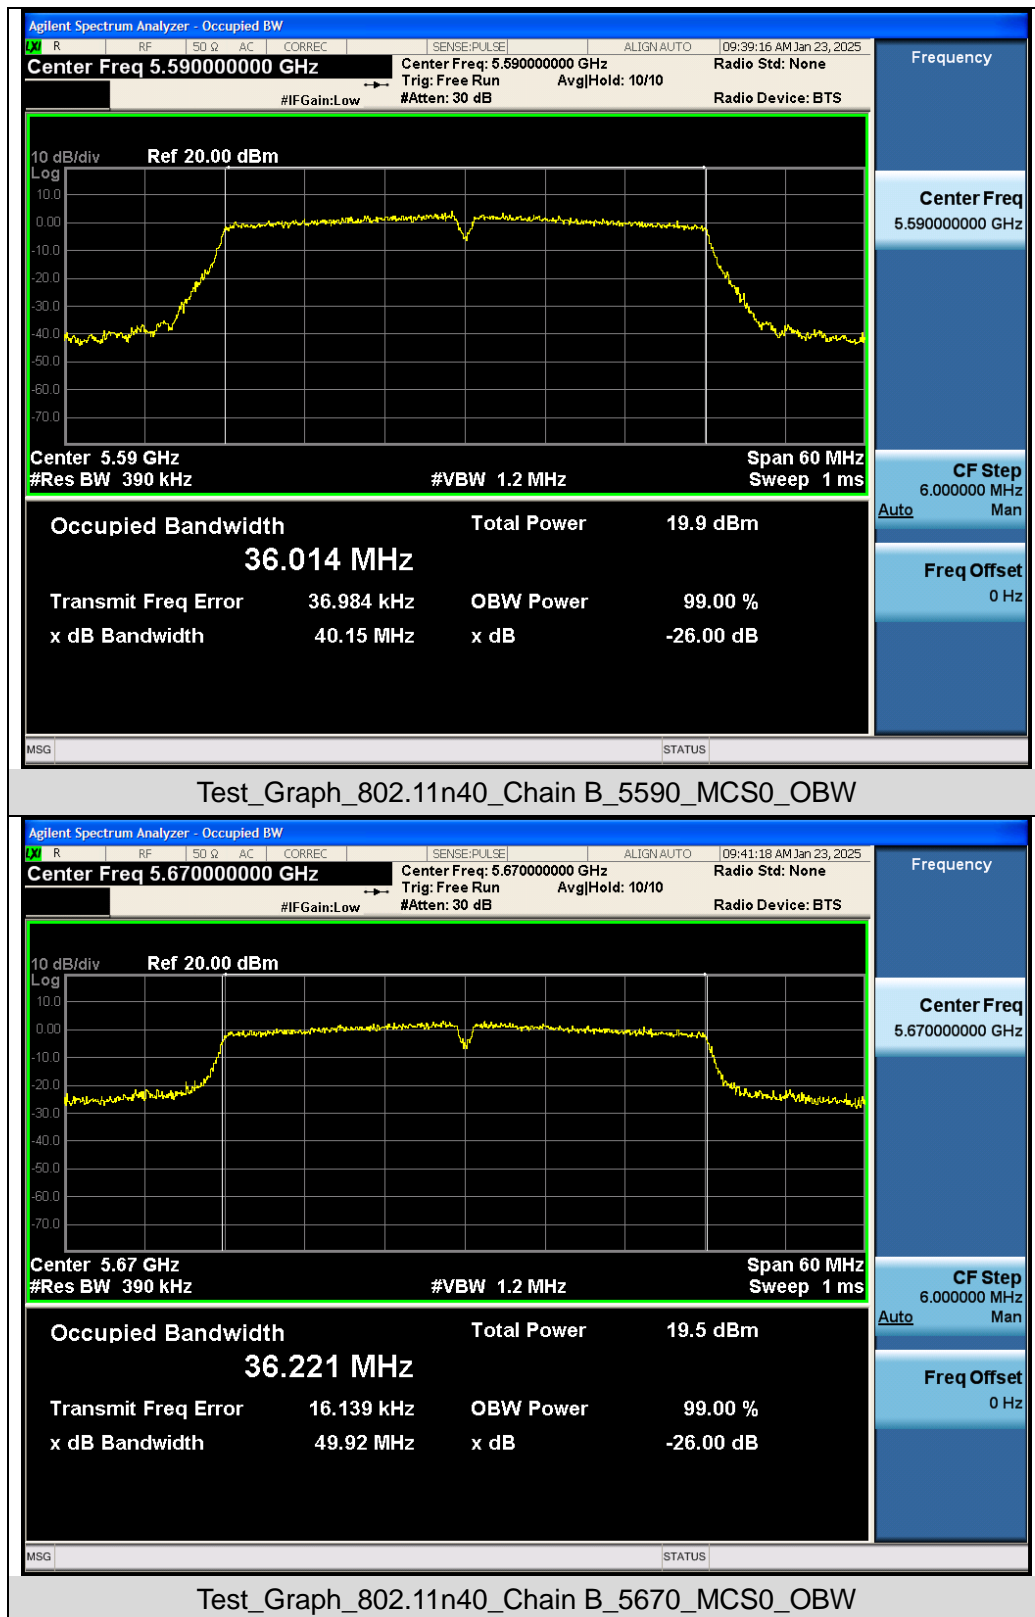 Agilent Spectrum Analyzer - Occupied BW
LXI R RF 50 Ω AC CORREC SENSE:PULSE ALIGN AUTO 09:39:16 AM Jan 23, 2025
Center Freq 5.590000000 GHz Center Freq: 5.590000000 GHz Radio Std: None Frequency
Trig: Free Run Avg|Hold: 10/10
#IFGain:Low #Atten: 30 dB Radio Device: BTS
10 dB/div Ref 20.00 dBm
Log
10.0
0.00
-10.0
-20.0
-30.0
-40.0
-50.0
-60.0
-70.0
Center Freq
5.590000000 GHz
Center 5.59 GHz Span 60 MHz
#Res BW 390 kHz #VBW 1.2 MHz Sweep 1 ms
CF Step
6.000000 MHz
Auto Man
Occupied Bandwidth Total Power 19.9 dBm
36.014 MHz
Freq Offset
0 Hz
Transmit Freq Error 36.984 kHz OBW Power 99.00 %
x dB Bandwidth 40.15 MHz x dB -26.00 dB
MSG STATUS
Test_Graph_802.11n40_Chain B_5590_MCS0_OBW
Agilent Spectrum Analyzer - Occupied BW
LXI R RF 50 Ω AC CORREC SENSE:PULSE ALIGN AUTO 09:41:18 AM Jan 23, 2025
Center Freq 5.670000000 GHz Center Freq: 5.670000000 GHz Radio Std: None Frequency
Trig: Free Run Avg|Hold: 10/10
#IFGain:Low #Atten: 30 dB Radio Device: BTS
10 dB/div Ref 20.00 dBm
Log
10.0
0.00
-10.0
-20.0
-30.0
-40.0
-50.0
-60.0
-70.0
Center Freq
5.670000000 GHz
Center 5.67 GHz Span 60 MHz
#Res BW 390 kHz #VBW 1.2 MHz Sweep 1 ms
CF Step
6.000000 MHz
Auto Man
Occupied Bandwidth Total Power 19.5 dBm
36.221 MHz
Freq Offset
0 Hz
Transmit Freq Error 16.139 kHz OBW Power 99.00 %
x dB Bandwidth 49.92 MHz x dB -26.00 dB
MSG STATUS
Test_Graph_802.11n40_Chain B_5670_MCS0_OBW